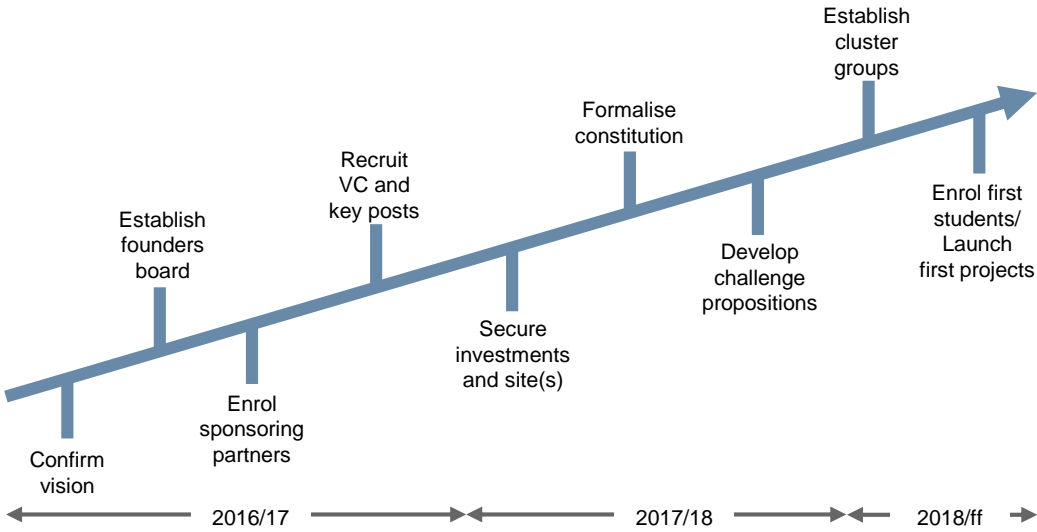 Establish
cluster
groups
Formalise
constitution
Recruit
VC and
key posts
Establish
founders
board
Enrol first
students/
Launch
first projects
Develop
challenge
propositions
Secure
investments
and site(s)
Enrol
sponsoring
partners
Confirm
vision
2016/17
2017/18
2018/ff